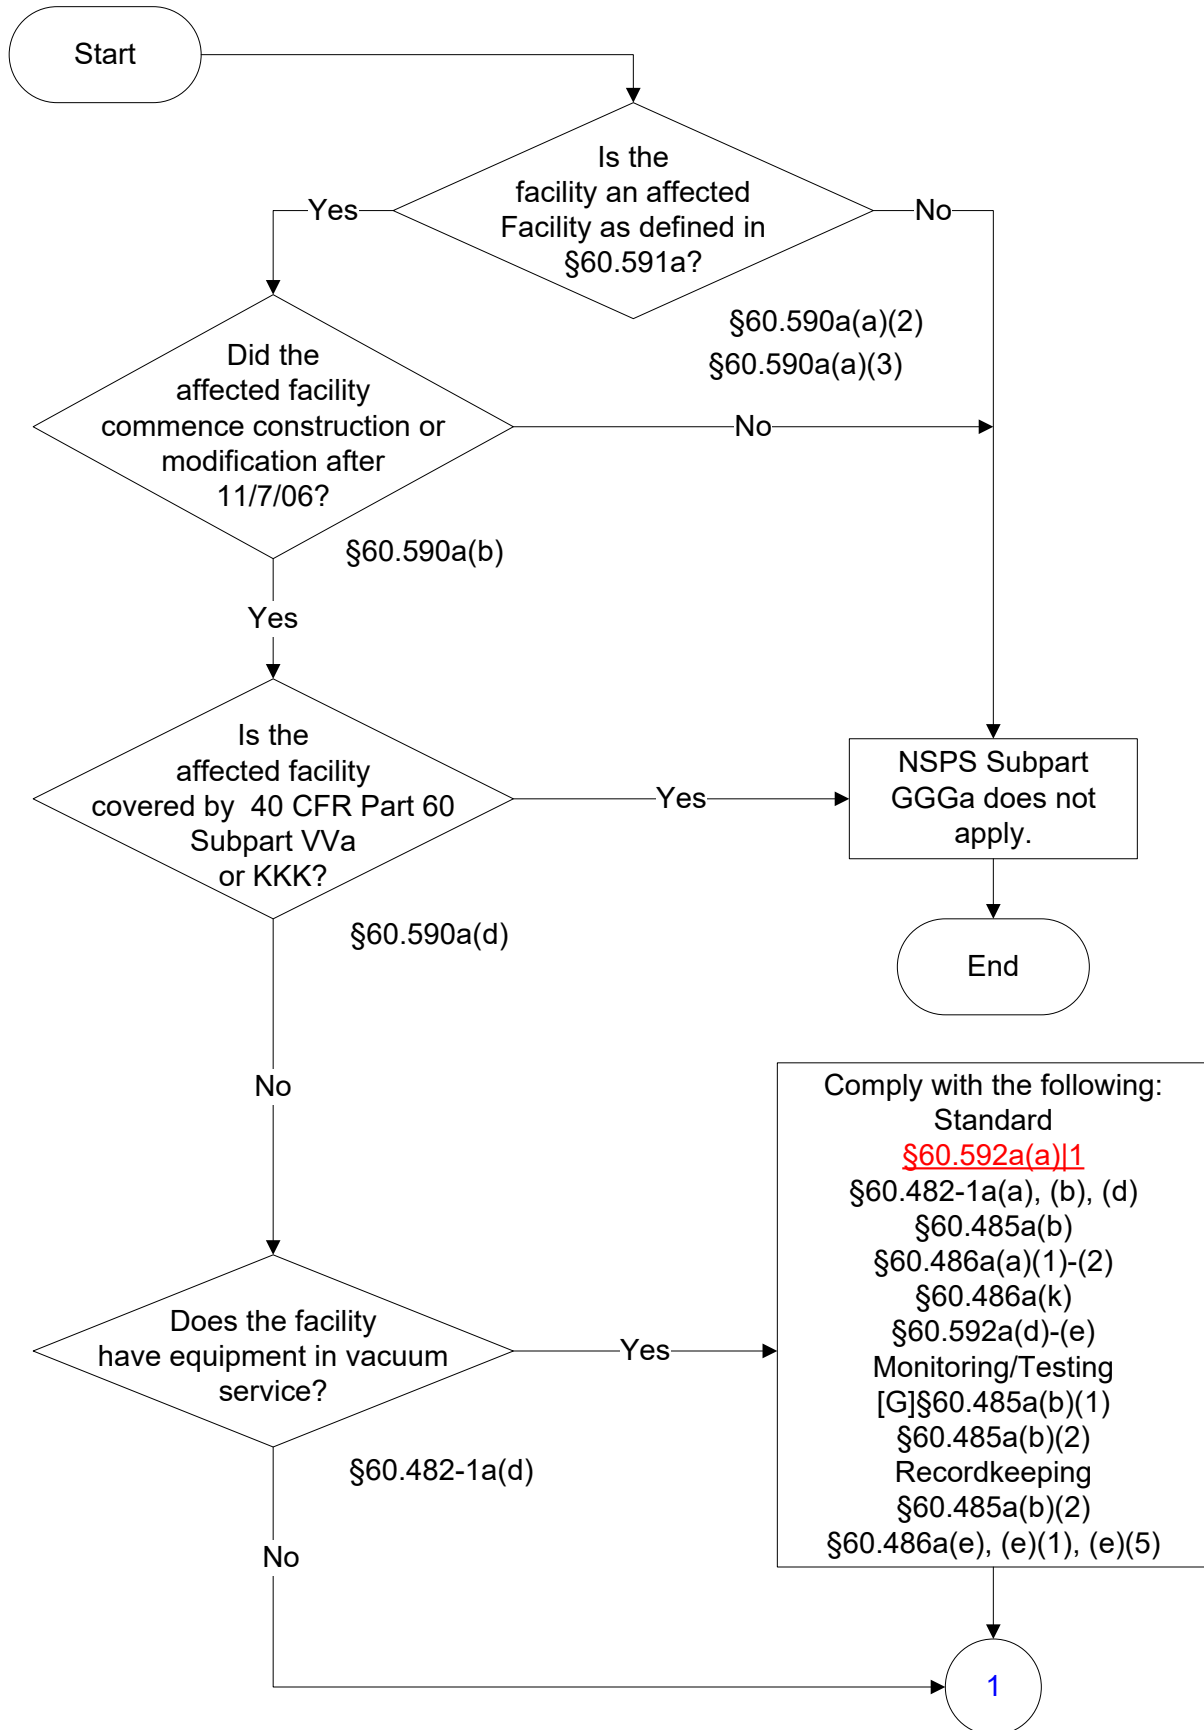 Start
Is the
facility an affected
Facility as defined in
§60.591a?
Yes
No
§60.590a(a)(2)
§60.590a(a)(3)
Did the
affected facility
commence construction or
modification after
11/7/06?
No
§60.590a(b)
Yes
Is the
affected facility
covered by  40 CFR Part 60
Subpart VVa
or KKK?
Yes
NSPS Subpart
GGGa does not
apply.
§60.590a(d)
End
No
Comply with the following:
Standard
§60.592a(a)|1
§60.482-1a(a), (b), (d)
§60.485a(b)
§60.486a(a)(1)-(2)
§60.486a(k)
§60.592a(d)-(e)
Monitoring/Testing
[G]§60.485a(b)(1)
§60.485a(b)(2)
Recordkeeping
§60.485a(b)(2)
§60.486a(e), (e)(1), (e)(5)
Does the facility
have equipment in vacuum
service?
Yes
§60.482-1a(d)
No
1